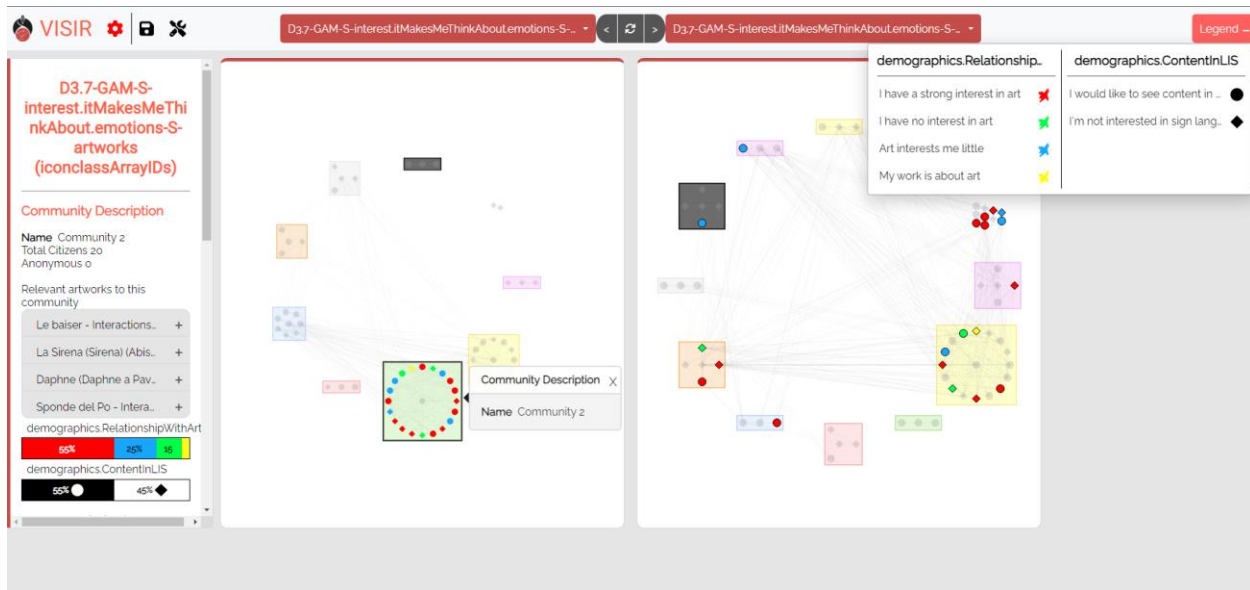 VISIR
D3.7-GAM-S-interest.itMakesMeThinkAbout.emotions-S-...
<
>
D3.7-GAM-S-interest.itMakesMeThinkAbout.emotions-S-...
Legend
demographics.Relationship...
demographics.ContentInLIS
I have a strong interest in art
I would like to see content in ...
I have no interest in art
I'm not interested in sign lang...
Art interests me little
My work is about art
D3.7-GAM-S-
interest.itMakesMeThi
nkAbout.emotions-S-
artworks
(iconclassArrayIDs)
Community Description
Name Community 2
Total Citizens 20
Anonymous 0
Relevant artworks to this
community
Le baiser - Interactions... +
La Sirena (Sirena) (Abis... +
Daphne (Daphne a Pav... +
Sponde del Po - Intera... +
demographics.RelationshipWithArt
55% 25% 15
demographics.ContentInLIS
55% 45%
Community Description X
Name Community 2